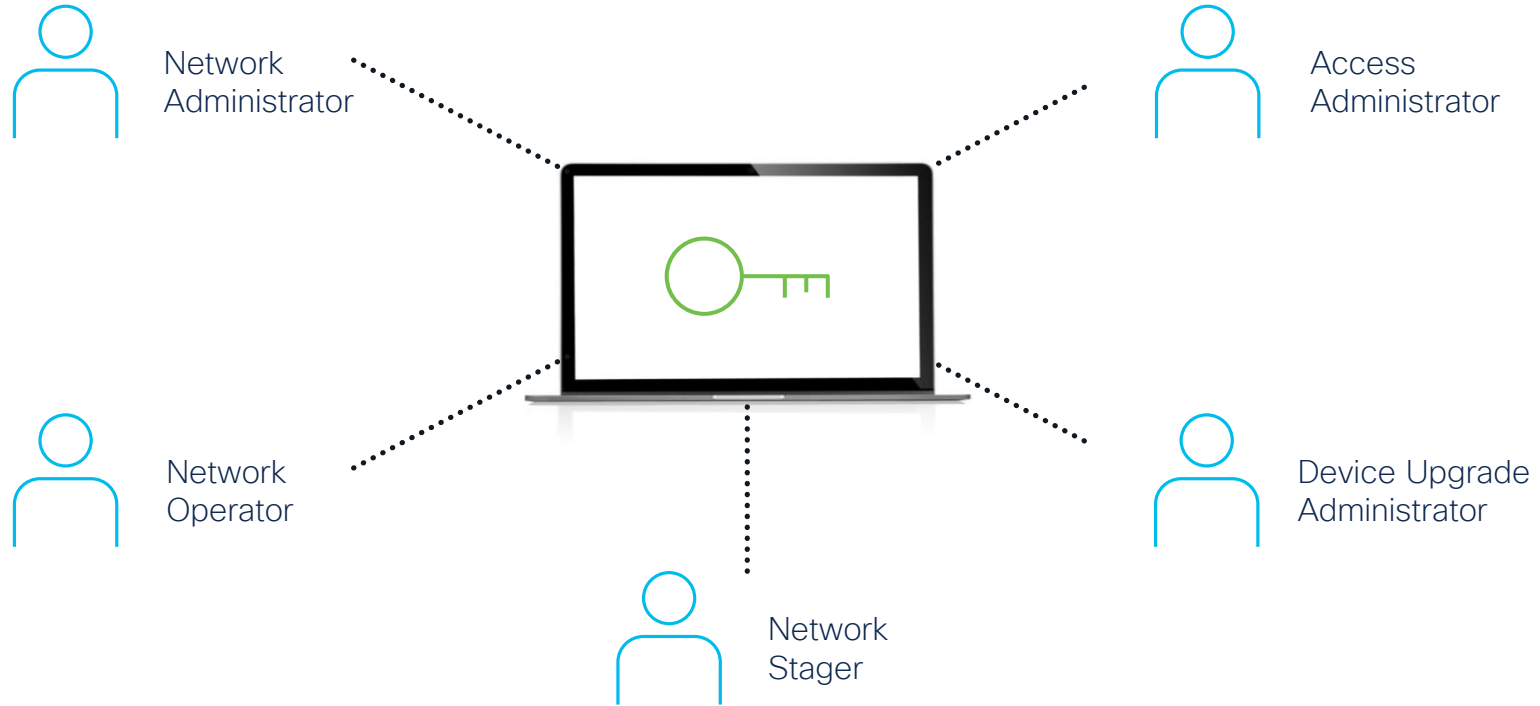 Network
Administrator
Access
Administrator
Network
Operator
Device Upgrade
Administrator
Network
Stager